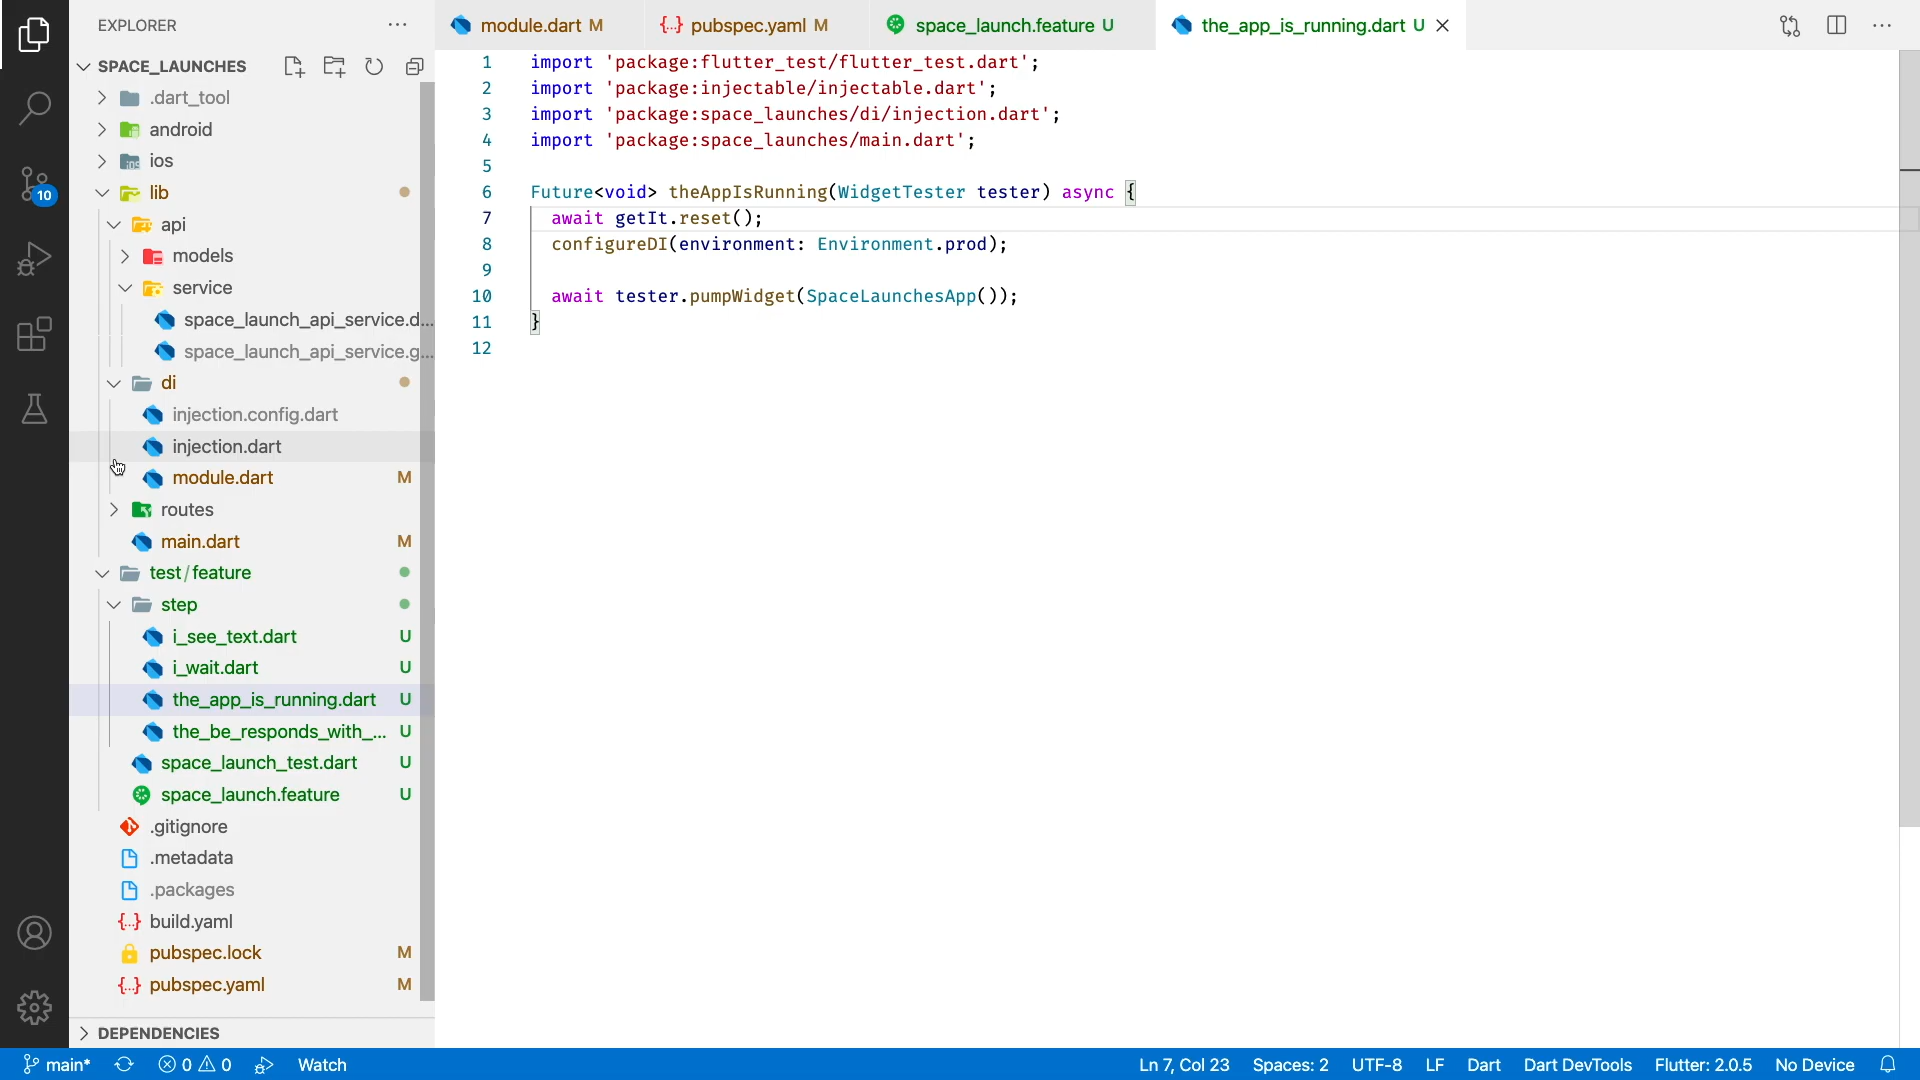 EXPLORER
SPACE_LAUNCHES
.dart_tool
android
ios
lib
api
models
service
space_launch_api_service.d...
space_launch_api_service.g...
di
injection.config.dart
injection.dart
module.dart M
routes
main.dart M
test/feature
step
i_see_text.dart U
i_wait.dart U
the_app_is_running.dart U
the_be_responds_with_... U
space_launch_test.dart U
space_launch.feature U
.gitignore
.metadata
.packages
build.yaml
pubspec.lock M
pubspec.yaml M
DEPENDENCIES
10
module.dart M
pubspec.yaml M
space_launch.feature U
the_app_is_running.dart U
1 import 'package:flutter_test/flutter_test.dart';
2 import 'package:injectable/injectable.dart';
3 import 'package:space_launches/di/injection.dart';
4 import 'package:space_launches/main.dart';
5
6 Future<void> theAppIsRunning(WidgetTester tester) async {
7 await getIt.reset();
8 configureDI(environment: Environment.prod);
9
10 await tester.pumpWidget(SpaceLaunchesApp());
11 }
12
main* 0 0 Watch Ln 7, Col 23 Spaces: 2 UTF-8 LF Dart Dart DevTools Flutter: 2.0.5 No Device